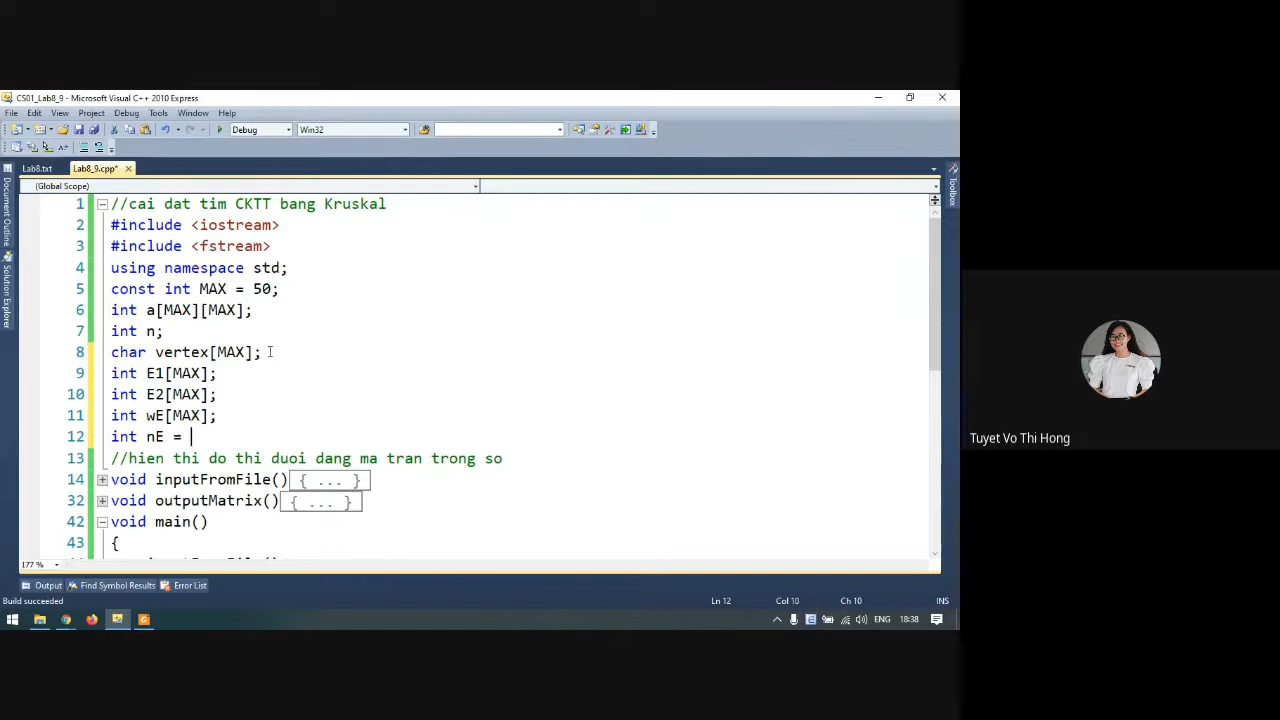 CS01_Lab8_9 - Microsoft Visual C++ 2010 Express
File Edit View Project Debug Tools Window Help
Debug Win32
Lab8.txt Lab8_9.cpp*
(Global Scope)
Document Outline
Solution Explorer
Toolbox
1 //cai dat tim CKTT bang Kruskal
2 #include <iostream>
3 #include <fstream>
4 using namespace std;
5 const int MAX = 50;
6 int a[MAX][MAX];
7 int n;
8 char vertex[MAX];
9 int E1[MAX];
10 int E2[MAX];
11 int wE[MAX];
12 int nE =
13 //hien thi do thi duoi dang ma tran trong so
14 void inputFromFile(){ ... }
32 void outputMatrix(){ ... }
42 void main()
43 {
177 %
Output Find Symbol Results Error List
Build succeeded Ln 12 Col 10 Ch 10 INS
ENG 18:38
Tuyet Vo Thi Hong